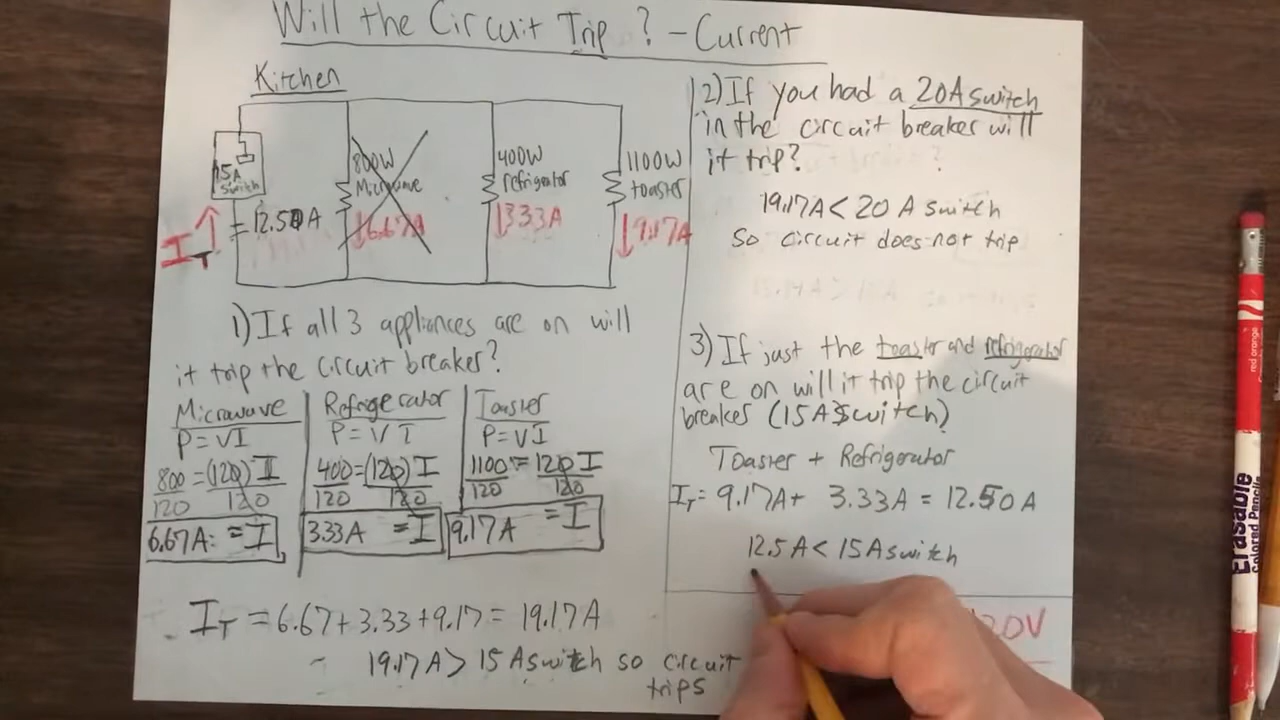 Will the Circuit Trip? - Current
Kitchen
15A
switch
12.50A
IT
800W
Microwave
6.67A
400W
refrigerator
3.33A
1100W
toaster
9.17A
1) If all 3 appliances are on will
it trip the circuit breaker?
Microwave
P=VI
800=(120)I
120 120
6.67A = I
Refrigerator
P=VI
400=(120)I
120 120
3.33A = I
Toaster
P=VI
1100=120I
120 120
9.17A = I
IT = 6.67+3.33+9.17= 19.17A
19.17A > 15 A switch so circuit
trips
2) If you had a 20A switch
in the circuit breaker will
it trip?
19.17A < 20 A switch
So circuit does not trip
3) If just the toaster and refrigerator
are on will it trip the circuit
breaker (15A switch)
Toaster + Refrigerator
IT= 9.17A+ 3.33A = 12.50A
12.5A < 15A switch
20V
red orange
Erasable
Colored Pencils